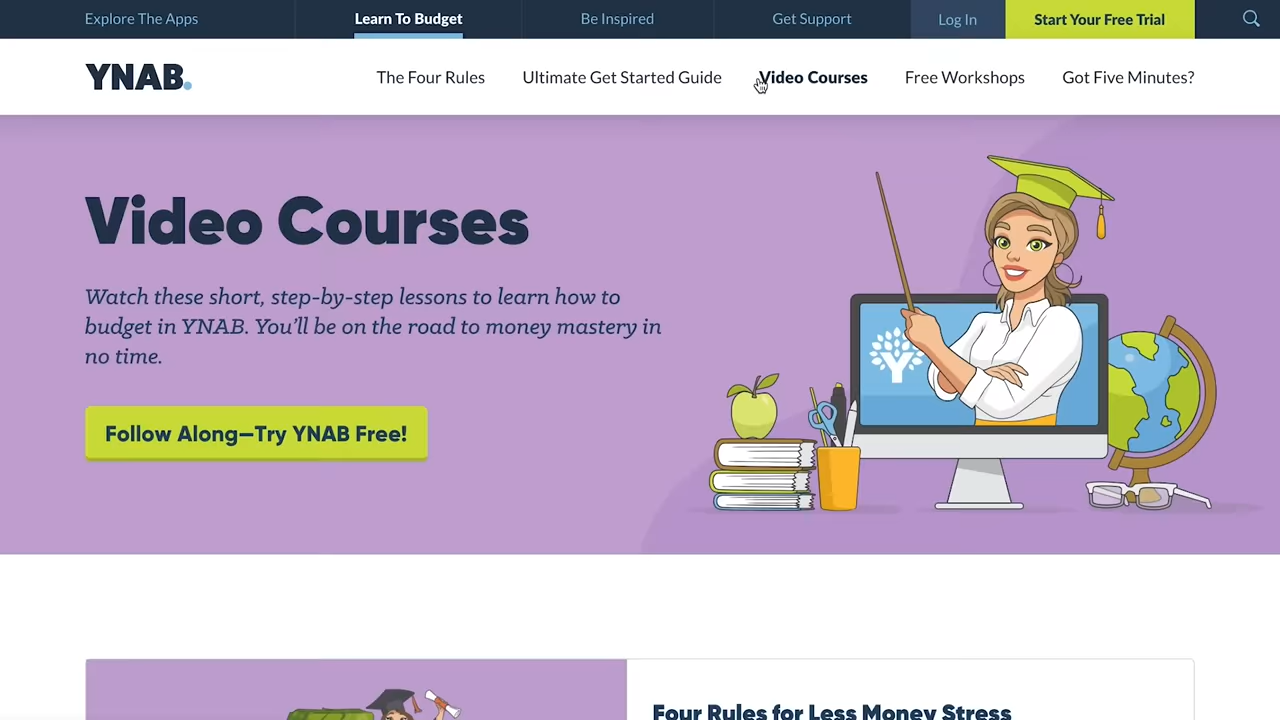 Explore The Apps
Learn To Budget
Be Inspired
Get Support
Log In
Start Your Free Trial
YNAB.
The Four Rules
Ultimate Get Started Guide
Video Courses
Free Workshops
Got Five Minutes?
Video Courses
Watch these short, step-by-step lessons to learn how to
budget in YNAB. You'll be on the road to money mastery in
no time.
Follow Along—Try YNAB Free!
Y
Four Rules for Less Money Stress